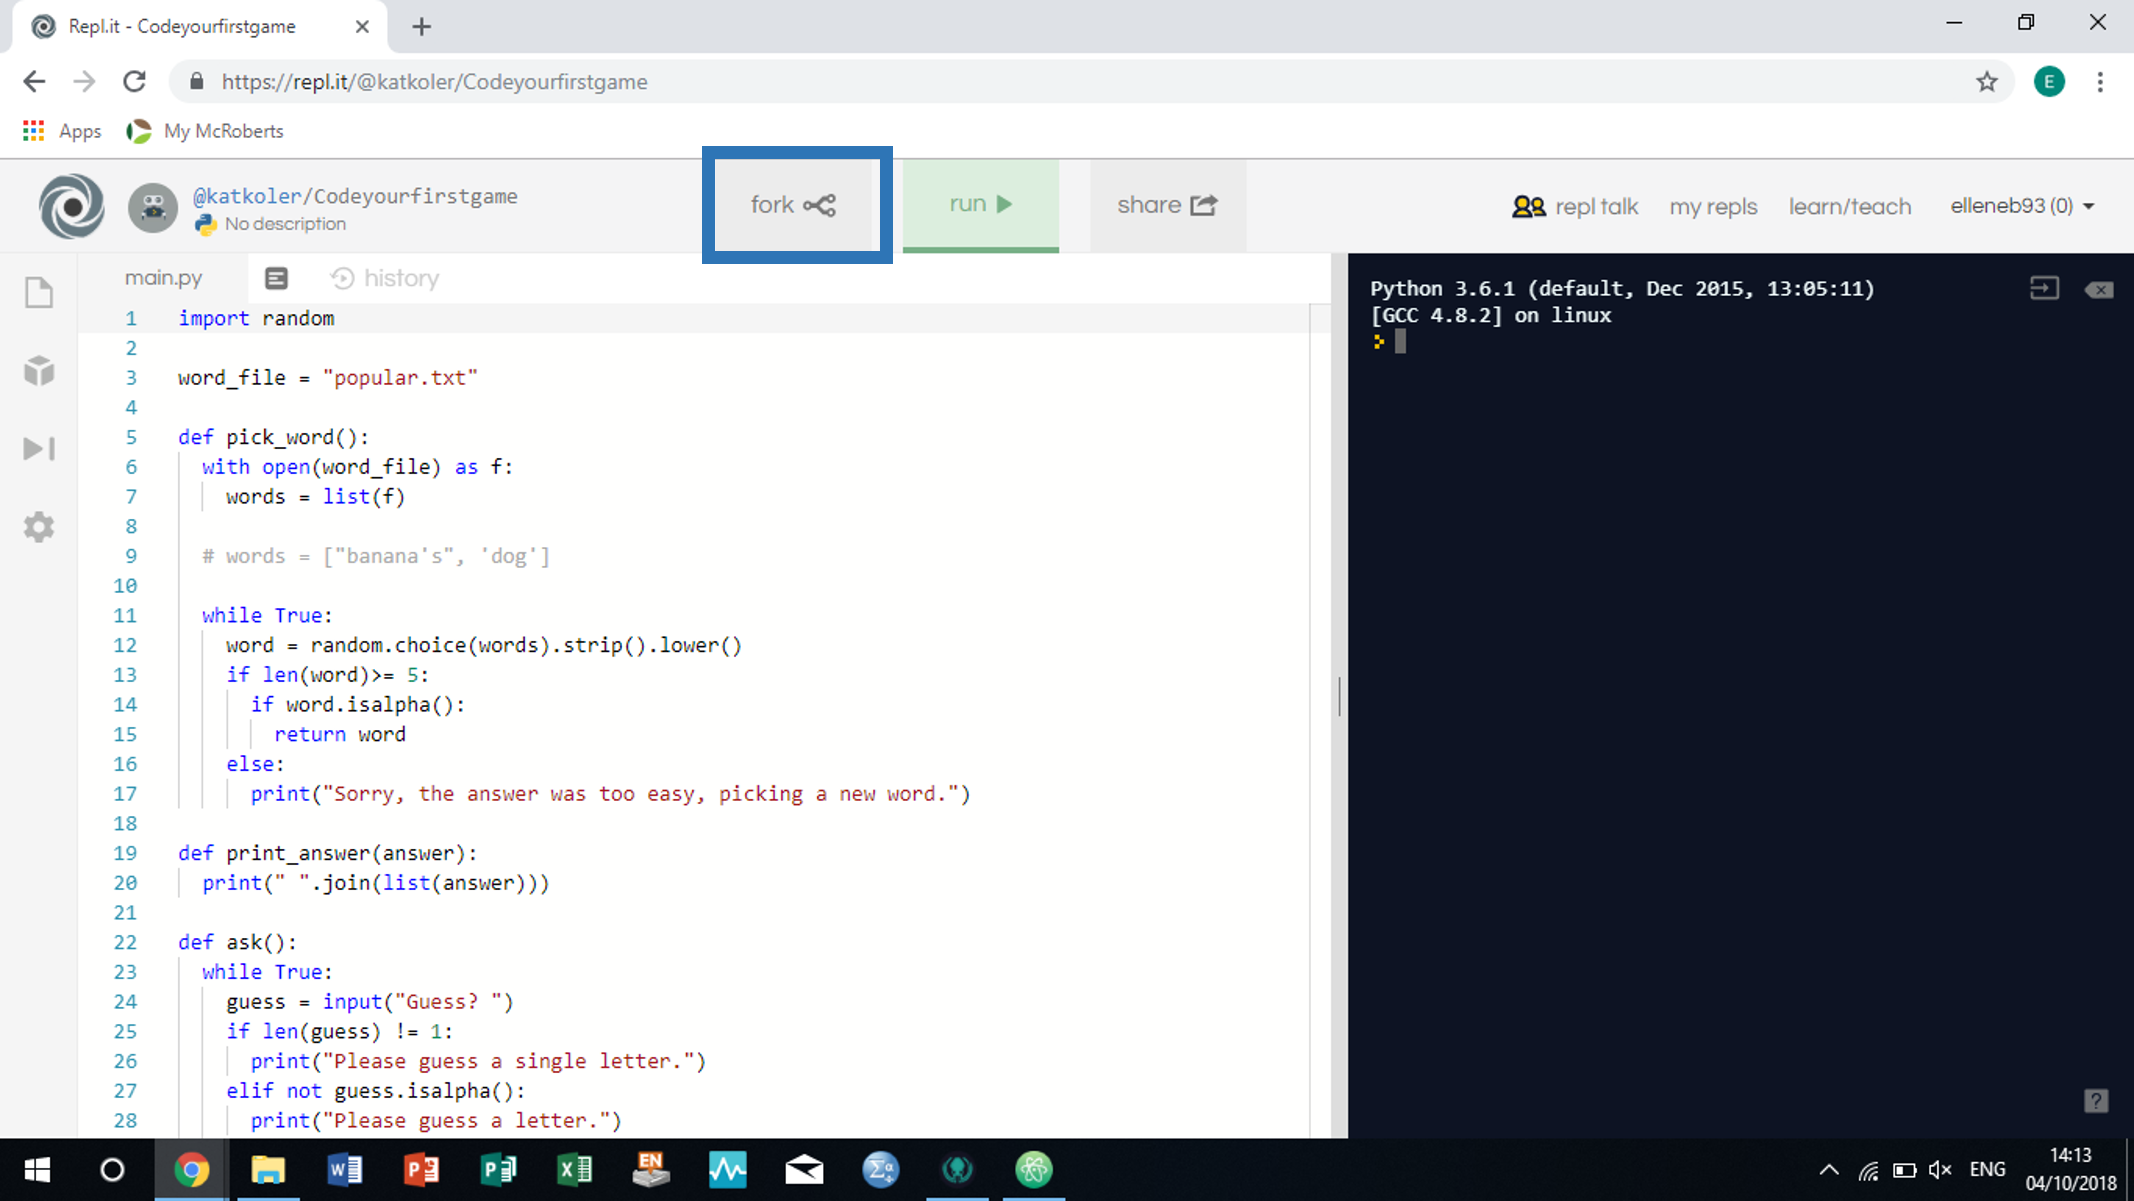 Repl.it - Codeyourfirstgame
https://repl.it/@katkoler/Codeyourfirstgame
E
Apps
My McRoberts
@katkoler/Codeyourfirstgame
No description
fork
run
share
repl talk
my repls
learn/teach
elleneb93 (0)
main.py
history
1 import random
2
3 word_file = "popular.txt"
4
5 def pick_word():
6 with open(word_file) as f:
7 words = list(f)
8
9 # words = ["banana's", 'dog']
10
11 while True:
12 word = random.choice(words).strip().lower()
13 if len(word)>= 5:
14 if word.isalpha():
15 return word
16 else:
17 print("Sorry, the answer was too easy, picking a new word.")
18
19 def print_answer(answer):
20 print(" ".join(list(answer)))
21
22 def ask():
23 while True:
24 guess = input("Guess? ")
25 if len(guess) != 1:
26 print("Please guess a single letter.")
27 elif not guess.isalpha():
28 print("Please guess a letter.")
Python 3.6.1 (default, Dec 2015, 13:05:11)
[GCC 4.8.2] on linux
?
EN
ENG
14:13
04/10/2018